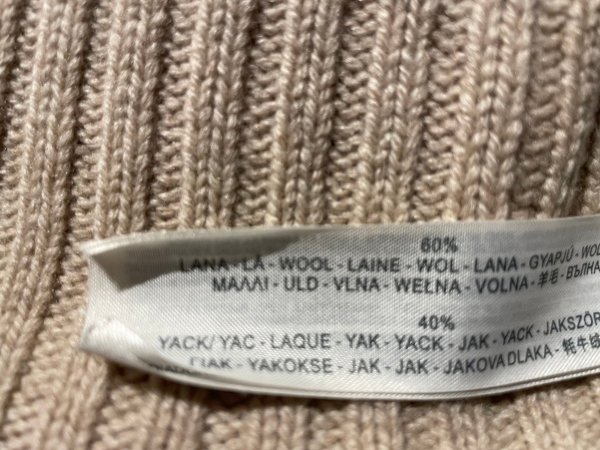 60%
LANA - LÃ - WOOL - LAINE - WOL - LANA - GYAPJÚ - WOL
ΜΑΛΛΙ - ULD - VLNA - WEŁNA - VOLNA - 羊毛 - ВЪЛНА
40%
YACK/ YAC - LAQUE - YAK - YACK - JAK - YACK - JAKSZŐR
ΓΙΑΚ - YAKOKSE - JAK - JAK - JAKOVA DLAKA - 牦牛绒